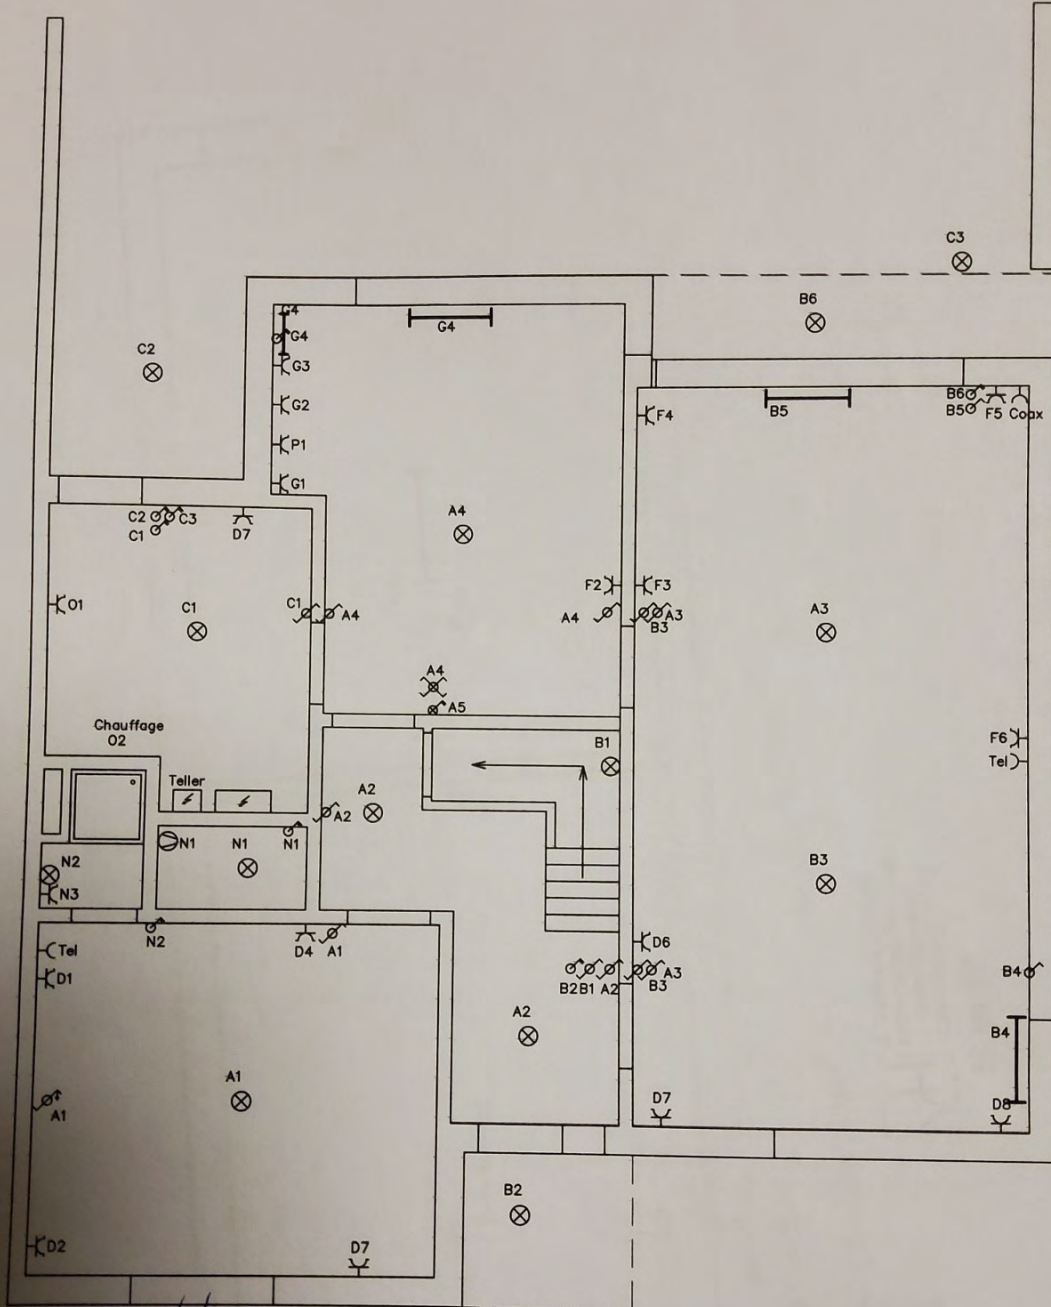 C3
B6
G4
G4
G4
C2
G3
G2
P1
G1
F4
B5
B6
B5
F5 Coax
C2
C3
C1
D7
A4
O1
C1
C1
A4
F2
F3
A4
A3
B3
A3
A4
A5
Chauffage
O2
Teller
B1
F6
Tel
A2
A2
N1
N1
N1
N2
N3
B3
N2
D4
A1
Tel
D1
D6
B2 B1 A2
A3
B3
B4
A2
B4
A1
A1
D7
D8
B2
D2
D7